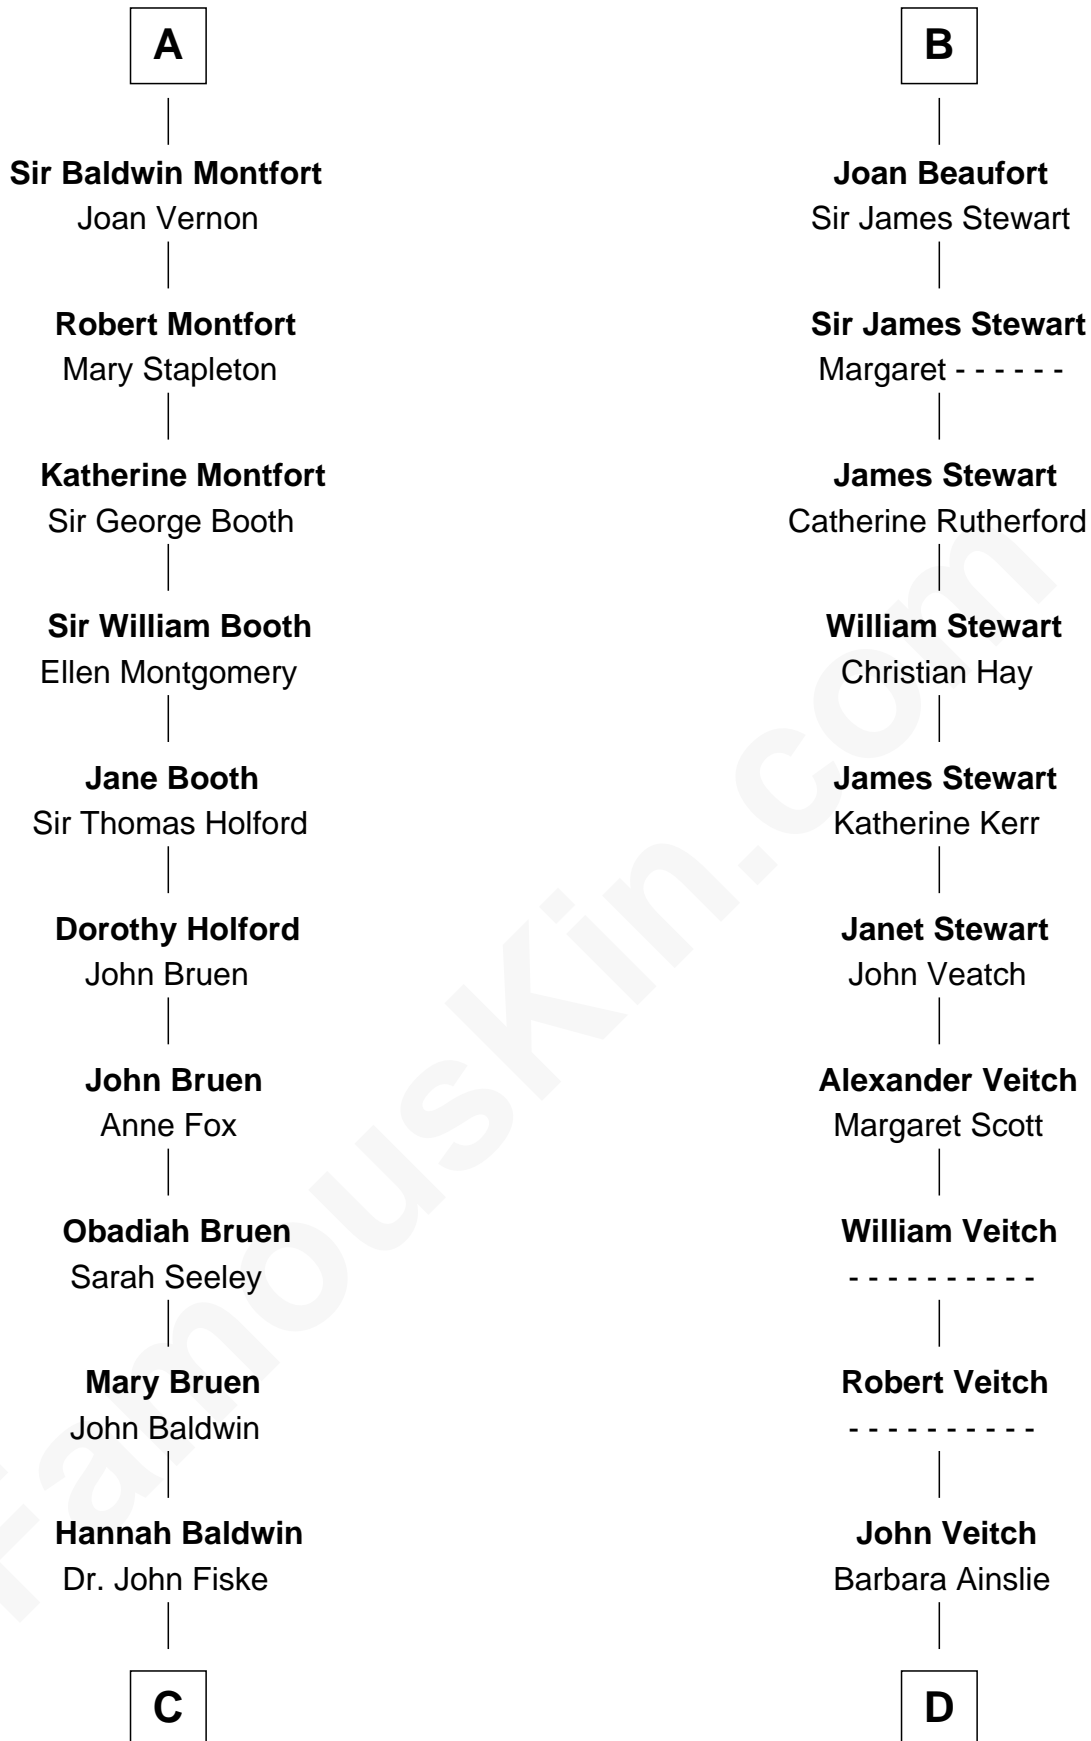 A
Sir Baldwin Montfort
Joan Vernon
Robert Montfort
Mary Stapleton
Katherine Montfort
Sir George Booth
Sir William Booth
Ellen Montgomery
Jane Booth
Sir Thomas Holford
Dorothy Holford
John Bruen
John Bruen
Anne Fox
Obadiah Bruen
Sarah Seeley
Mary Bruen
John Baldwin
Hannah Baldwin
Dr. John Fiske
C
B
Joan Beaufort
Sir James Stewart
Sir James Stewart
Margaret - - - - - -
James Stewart
Catherine Rutherford
William Stewart
Christian Hay
James Stewart
Katherine Kerr
Janet Stewart
John Veatch
Alexander Veitch
Margaret Scott
William Veitch
- - - - - - - - - -
Robert Veitch
- - - - - - - - - -
John Veitch
Barbara Ainslie
D
FamousKin.com